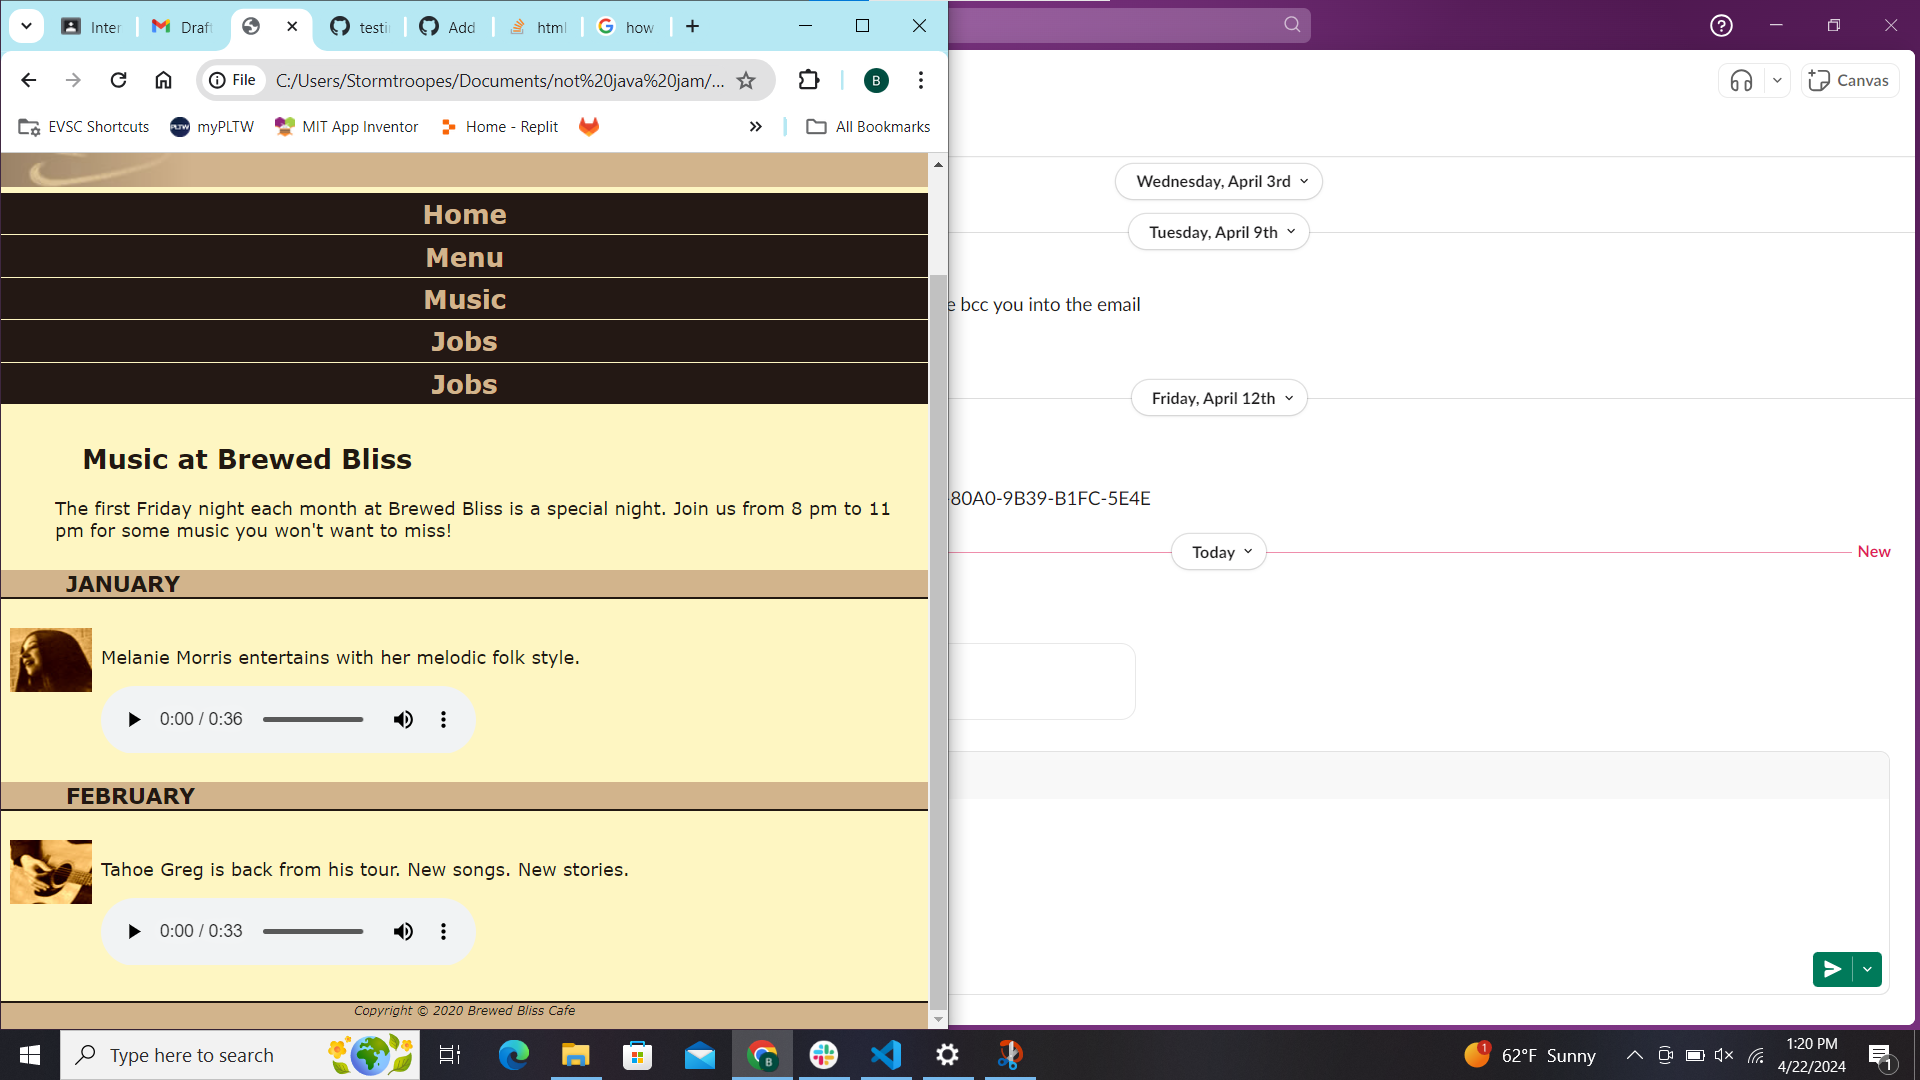 Inter
Draft
testi
Add
html
how
File
C:/Users/Stormtroopes/Documents/not%20java%20jam/...
B
EVSC Shortcuts
PLTW
myPLTW
MIT App Inventor
Home - Replit
All Bookmarks
Home
Menu
Music
Jobs
Jobs
Music at Brewed Bliss
The first Friday night each month at Brewed Bliss is a special night. Join us from 8 pm to 11
pm for some music you won't want to miss!
JANUARY
Melanie Morris entertains with her melodic folk style.
0:00 / 0:36
FEBRUARY
Tahoe Greg is back from his tour. New songs. New stories.
0:00 / 0:33
Copyright © 2020 Brewed Bliss Cafe
Canvas
Wednesday, April 3rd
Tuesday, April 9th
e bcc you into the email
Friday, April 12th
-80A0-9B39-B1FC-5E4E
Today
New
Type here to search
B
1
62°F Sunny
1:20 PM
4/22/2024
1